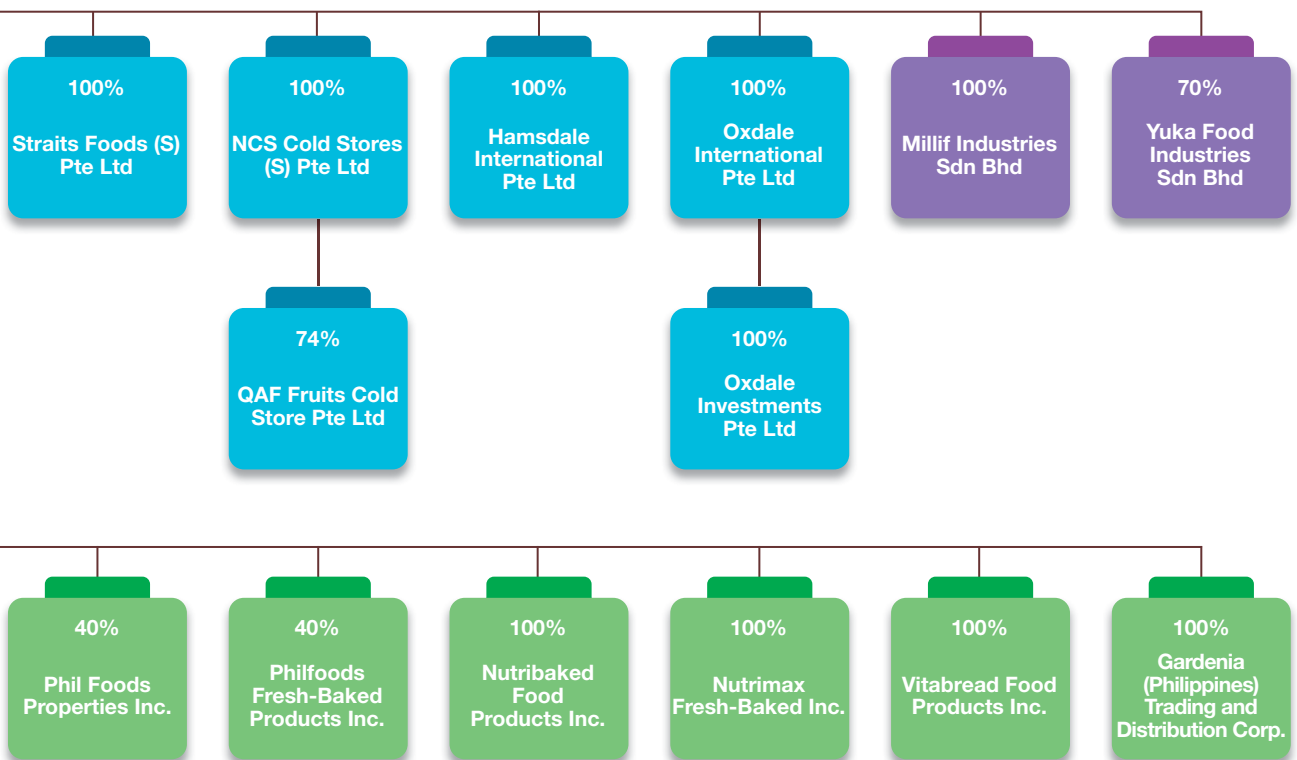 100%
Straits Foods (S)
Pte Ltd
100%
NCS Cold Stores
(S) Pte Ltd
100%
Hamsdale
International
Pte Ltd
100%
Oxdale
International
Pte Ltd
100%
Millif Industries
Sdn Bhd
70%
Yuka Food
Industries
Sdn Bhd
74%
QAF Fruits Cold
Store Pte Ltd
100%
Oxdale
Investments
Pte Ltd
40%
Phil Foods
Properties Inc.
40%
Philfoods
Fresh-Baked
Products Inc.
100%
Nutribaked
Food
Products Inc.
100%
Nutrimax
Fresh-Baked Inc.
100%
Vitabread Food
Products Inc.
100%
Gardenia
(Philippines)
Trading and
Distribution Corp.